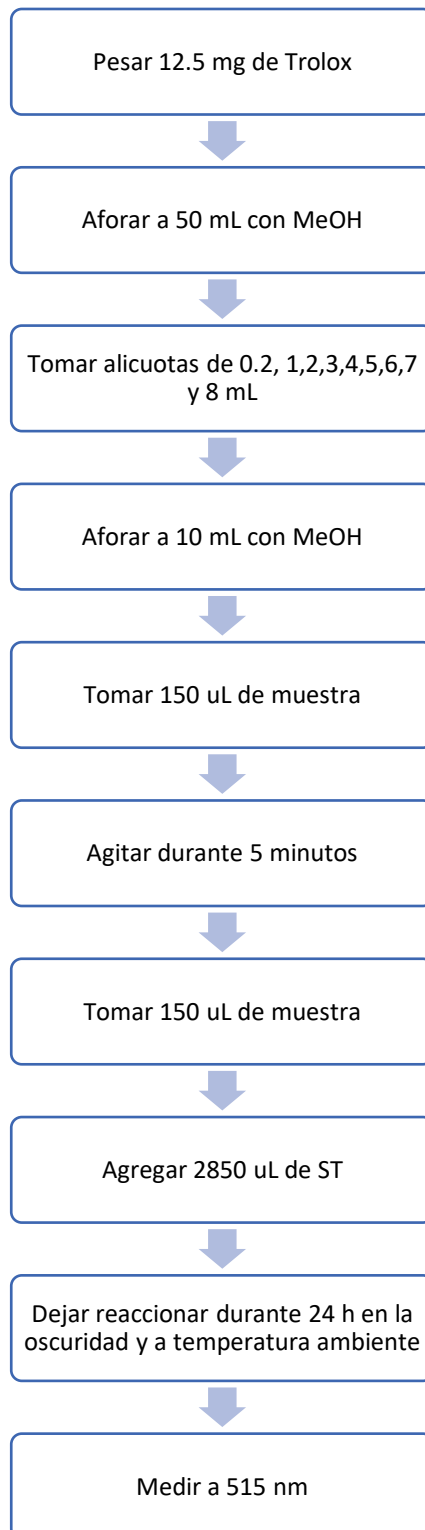 Pesar 12.5 mg de Trolox
Aforar a 50 mL con MeOH
Tomar alicuotas de 0.2, 1,2,3,4,5,6,7
y 8 mL
Aforar a 10 mL con MeOH
Tomar 150 uL de muestra
Agitar durante 5 minutos
Tomar 150 uL de muestra
Agregar 2850 uL de ST
Dejar reaccionar durante 24 h en la
oscuridad y a temperatura ambiente
Medir a 515 nm